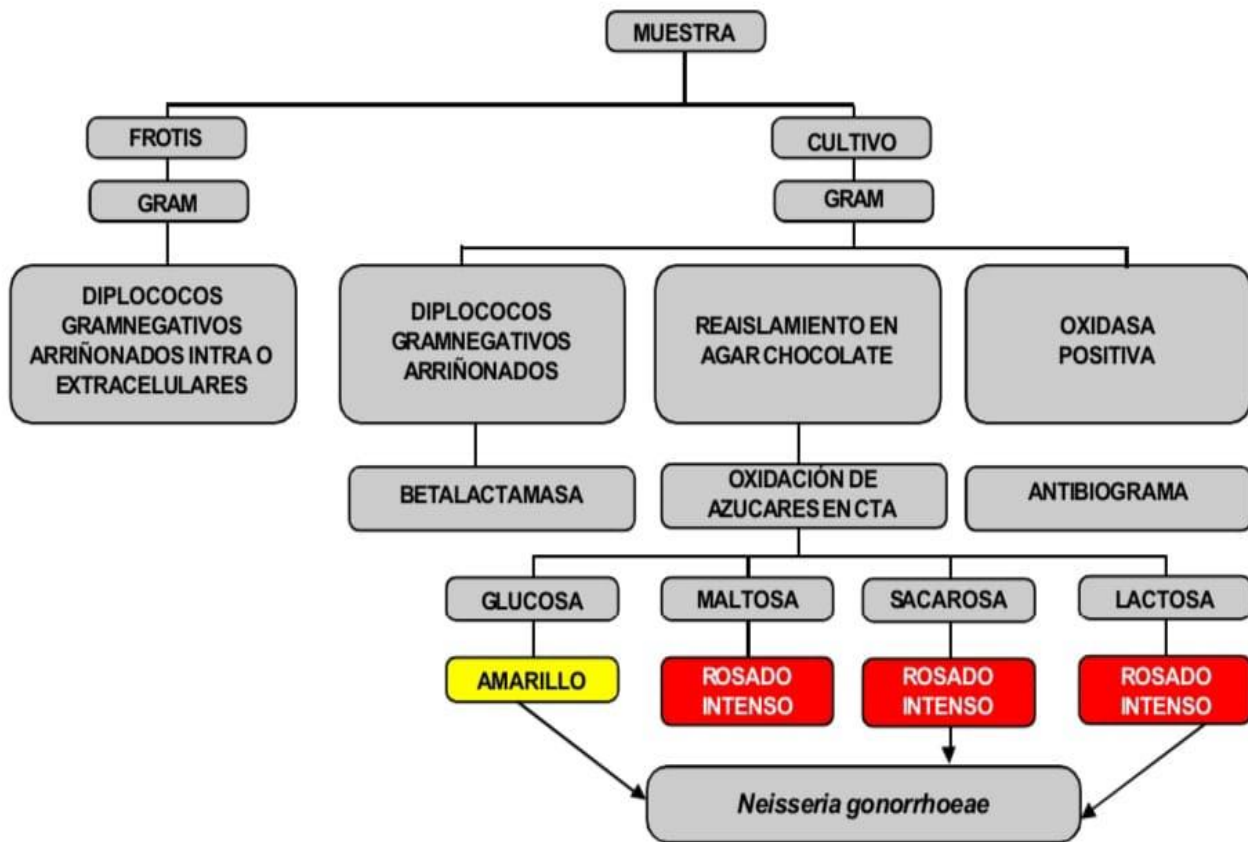 MUESTRA
FROTIS
CULTIVO
GRAM
GRAM
DIPLOCOCOS
GRAMNEGATIVOS
ARRIÑONADOS INTRA O
EXTRACELULARES
DIPLOCOCOS
GRAMNEGATIVOS
ARRIÑONADOS
REAISLAMIENTO EN
AGAR CHOCOLATE
OXIDASA
POSITIVA
BETALACTAMASA
OXIDACIÓN DE
AZUCARES EN CTA
ANTIBIOGRAMA
GLUCOSA
MALTOSA
SACAROSA
LACTOSA
AMARILLO
ROSADO
INTENSO
ROSADO
INTENSO
ROSADO
INTENSO
Neisseria gonorrhoeae